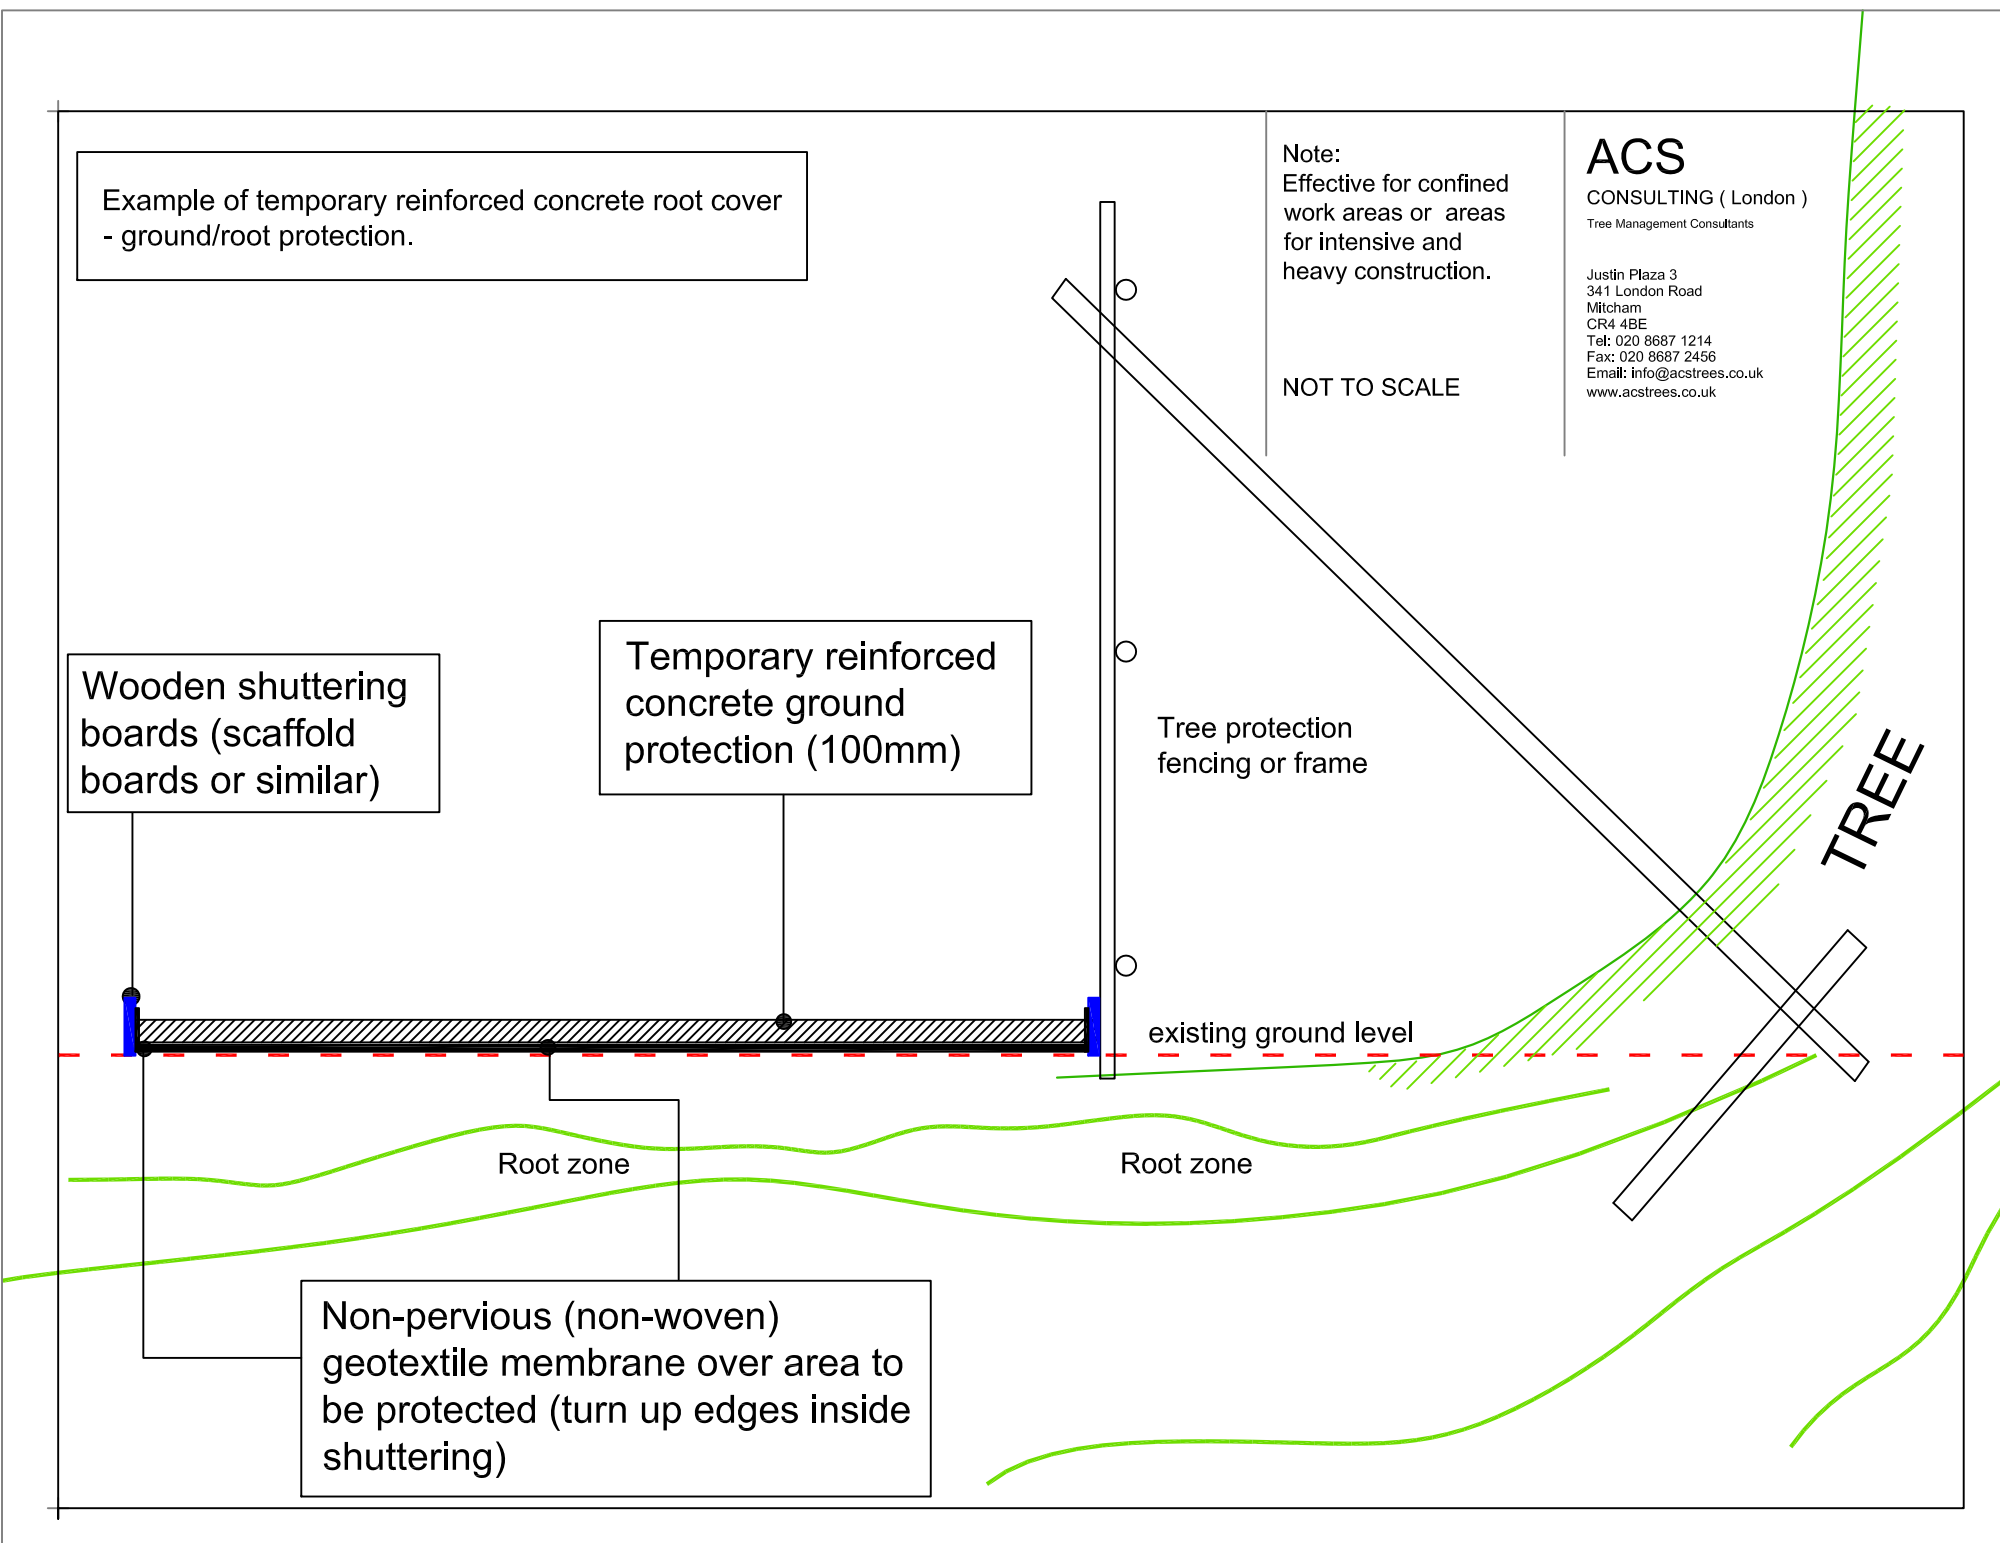 Example of temporary reinforced concrete root cover
- ground/root protection.
Note:
Effective for confined
work areas or areas
for intensive and
heavy construction.
NOT TO SCALE
ACS
CONSULTING ( London )
Tree Management Consultants
Justin Plaza 3
341 London Road
Mitcham
CR4 4BE
Tel: 020 8687 1214
Fax: 020 8687 2456
Email: info@acstrees.co.uk
www.acstrees.co.uk
Wooden shuttering
boards (scaffold
boards or similar)
Temporary reinforced
concrete ground
protection (100mm)
Tree protection
fencing or frame
TREE
existing ground level
Root zone
Root zone
Non-pervious (non-woven)
geotextile membrane over area to
be protected (turn up edges inside
shuttering)